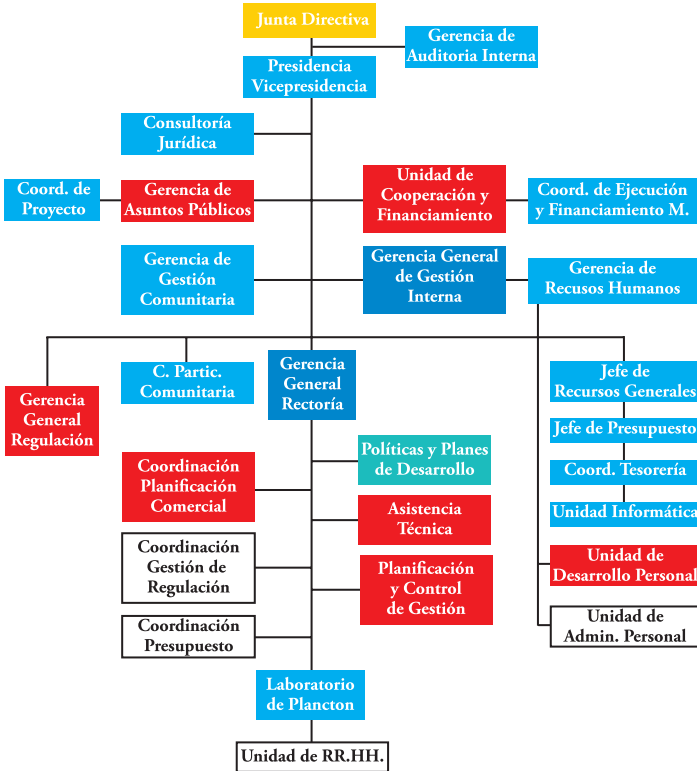 Junta Directiva
Gerencia de
Auditoria Interna
Presidencia
Vicepresidencia
Consultoría
Jurídica
Coord. de
Proyecto
Gerencia de
Asuntos Públicos
Unidad de
Cooperación y
Financiamiento
Coord. de Ejecución
y Financiamiento M.
Gerencia de
Gestión
Comunitaria
Gerencia General
de Gestión
Interna
Gerencia de
Recusos Humanos
Gerencia
General
Regulación
C. Partic.
Comunitaria
Gerencia
General
Rectoría
Jefe de
Recursos Generales
Jefe de Presupuesto
Coord. Tesorería
Unidad Informática
Políticas y Planes
de Desarrollo
Coordinación
Planificación
Comercial
Asistencia
Técnica
Coordinación
Gestión de
Regulación
Planificación
y Control
de Gestión
Unidad de
Desarrollo Personal
Coordinación
Presupuesto
Unidad de
Admin. Personal
Laboratorio
de Plancton
Unidad de RR.HH.